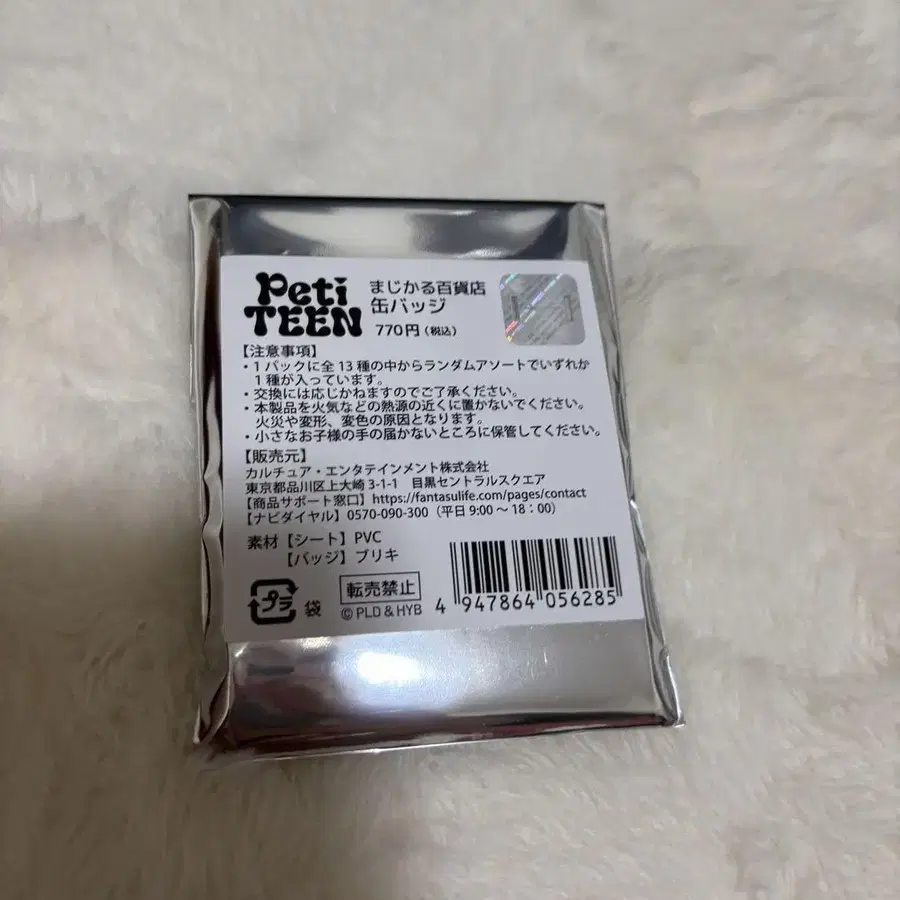 Peti
TEEN
まじかる百貨店
缶バッジ
770円(税込)
【注意事項】
・1パックに全13種の中からランダムアソートでいずれか
1種が入っています。
・交換には応じかねますのでご了承ください。
・本製品を火気などの熱源の近くに置かないでください。
火災や変形、変色の原因となります。
・小さなお子様の手の届かないところに保管してください。
【販売元】
カルチュア・エンタテインメント株式会社
東京都品川区上大崎3-1-1 目黒セントラルスクエア
【商品サポート窓口】https://fantasulife.com/pages/contact
【ナビダイヤル】0570-090-300(平日9:00〜18:00)
素材【シート】PVC
【バッジ】ブリキ
プラ 袋
転売禁止
©PLD & HYB
4 947864 056285